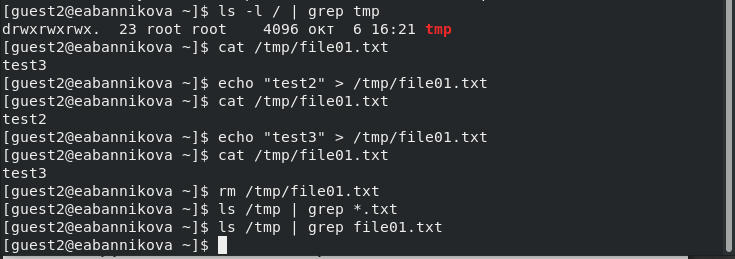 [guest2@eabannikova ~]$ ls -l / | grep tmp
drwxrwxrwx.  23 root root    4096 окт  6 16:21 tmp
[guest2@eabannikova ~]$ cat /tmp/file01.txt
test3
[guest2@eabannikova ~]$ echo "test2" > /tmp/file01.txt
[guest2@eabannikova ~]$ cat /tmp/file01.txt
test2
[guest2@eabannikova ~]$ echo "test3" > /tmp/file01.txt
[guest2@eabannikova ~]$ cat /tmp/file01.txt
test3
[guest2@eabannikova ~]$ rm /tmp/file01.txt
[guest2@eabannikova ~]$ ls /tmp | grep *.txt
[guest2@eabannikova ~]$ ls /tmp | grep file01.txt
[guest2@eabannikova ~]$